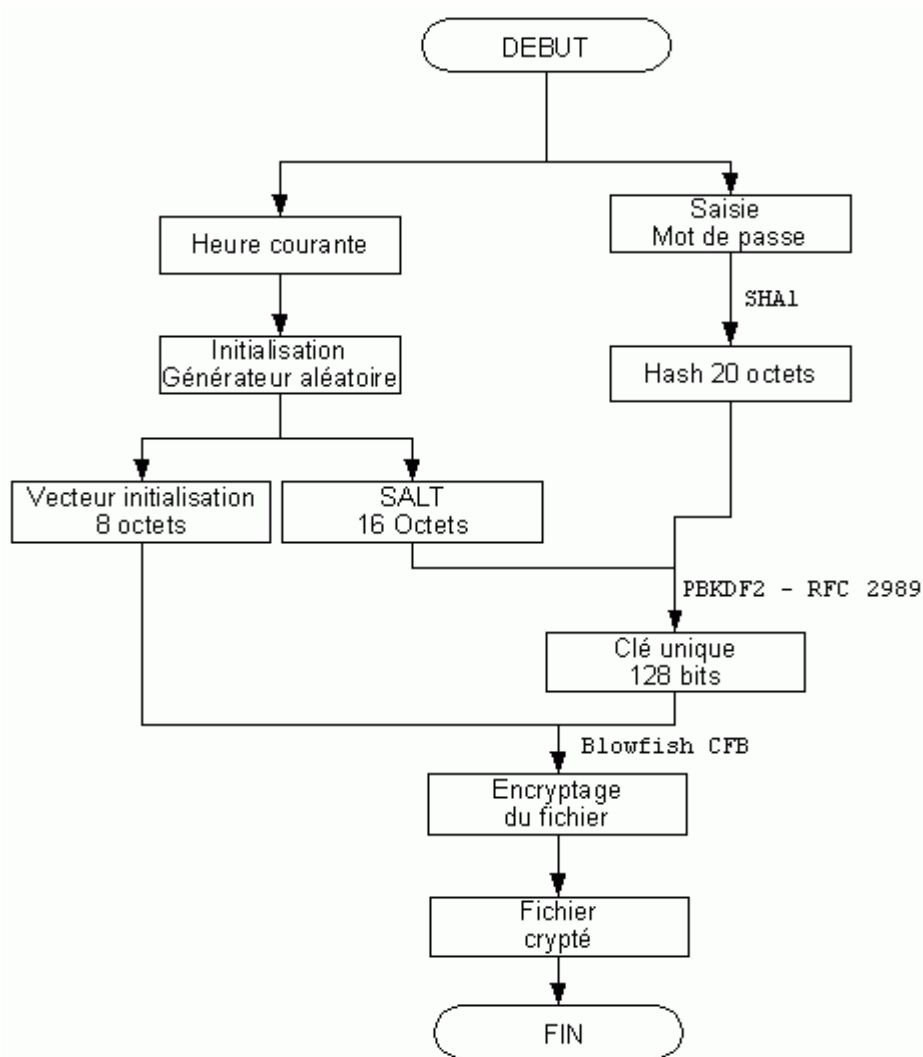 DEBUT
Heure courante
Saisie
Mot de passe
SHA1
Initialisation
Générateur aléatoire
Hash 20 octets
Vecteur initialisation
8 octets
SALT
16 Octets
PBKDF2 - RFC 2989
Clé unique
128 bits
Blowfish CFB
Encryptage
du fichier
Fichier
crypté
FIN